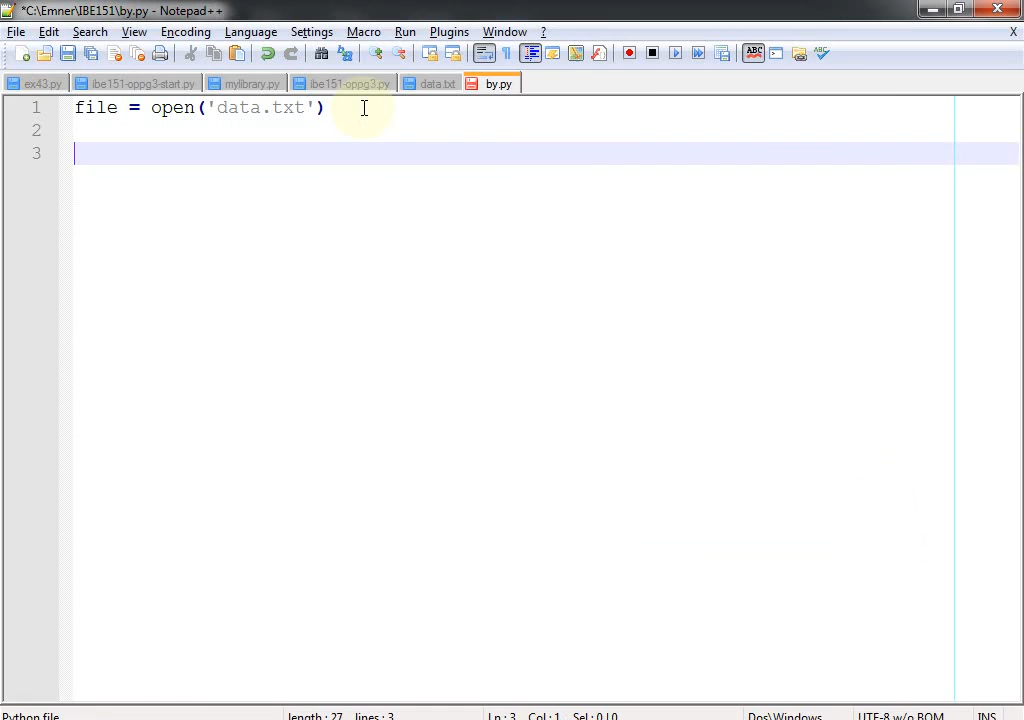 *C:\Emner\IBE151\by.py - Notepad++
File Edit Search View Encoding Language Settings Macro Run Plugins Window ? X
ex43.py ibe151-oppg3-start.py mylibrary.py ibe151-oppg3.py data.txt by.py
1 file = open('data.txt')
2
3
Python file length : 27 lines : 3 Ln : 3 Col : 1 Sel : 0 | 0 Dos\Windows UTF-8 w/o BOM INS